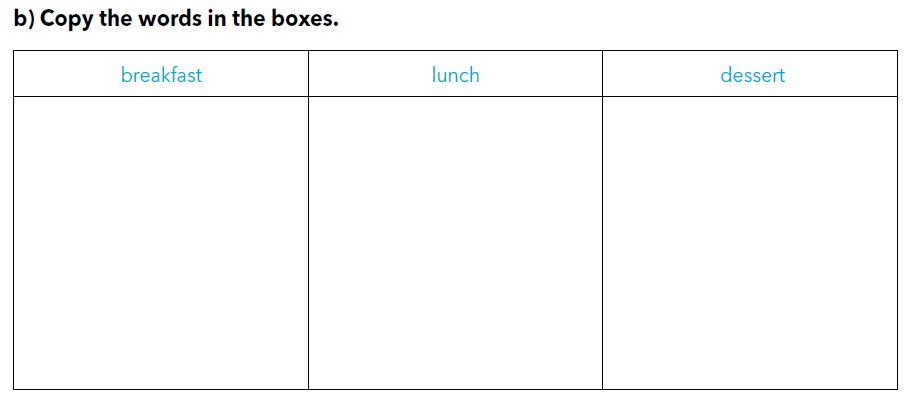 b) Copy the words in the boxes.
breakfast lunch dessert